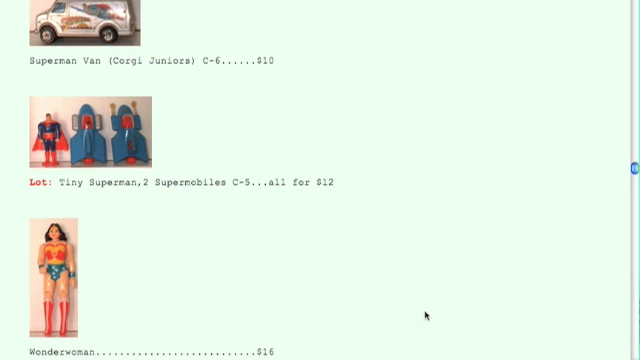 Superman Van (Corgi Juniors) C-6......$10
Lot: Tiny Superman,2 Supermobiles C-5...all for $12
Wonderwoman...........................$16